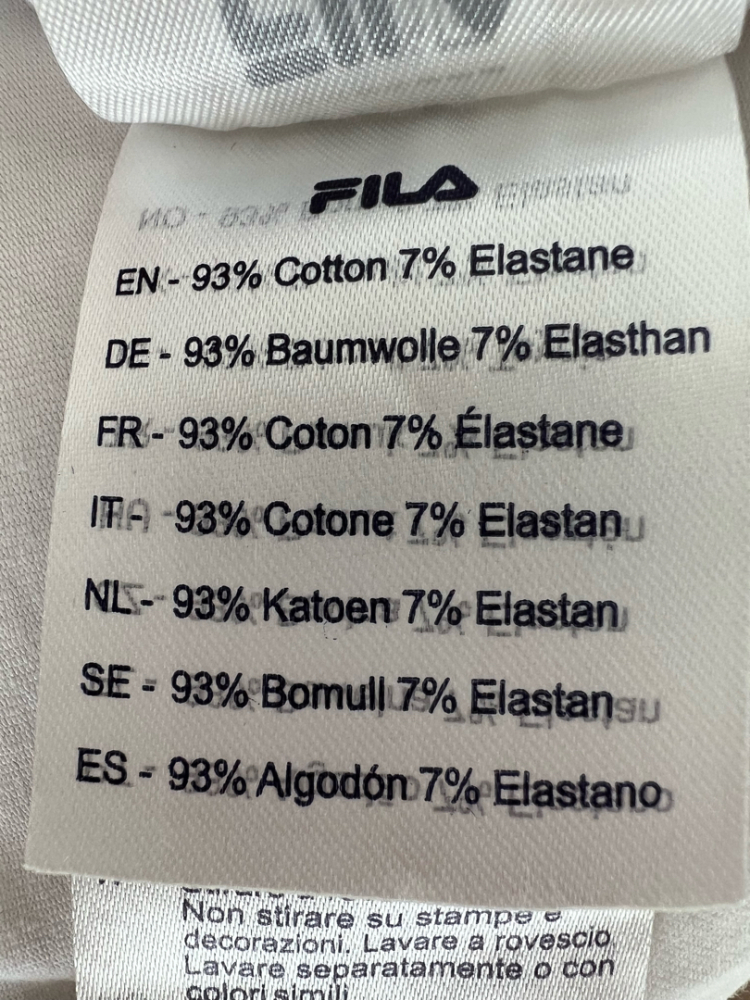 FILA
EN - 93% Cotton 7% Elastane
DE - 93% Baumwolle 7% Elasthan
FR - 93% Coton 7% Élastane
IT - 93% Cotone 7% Elastan
NL - 93% Katoen 7% Elastan
SE - 93% Bomull 7% Elastan
ES - 93% Algodón 7% Elastano
Non stirare su stampe e
decorazioni. Lavare a rovescio.
Lavare separatamente o con
colori simili